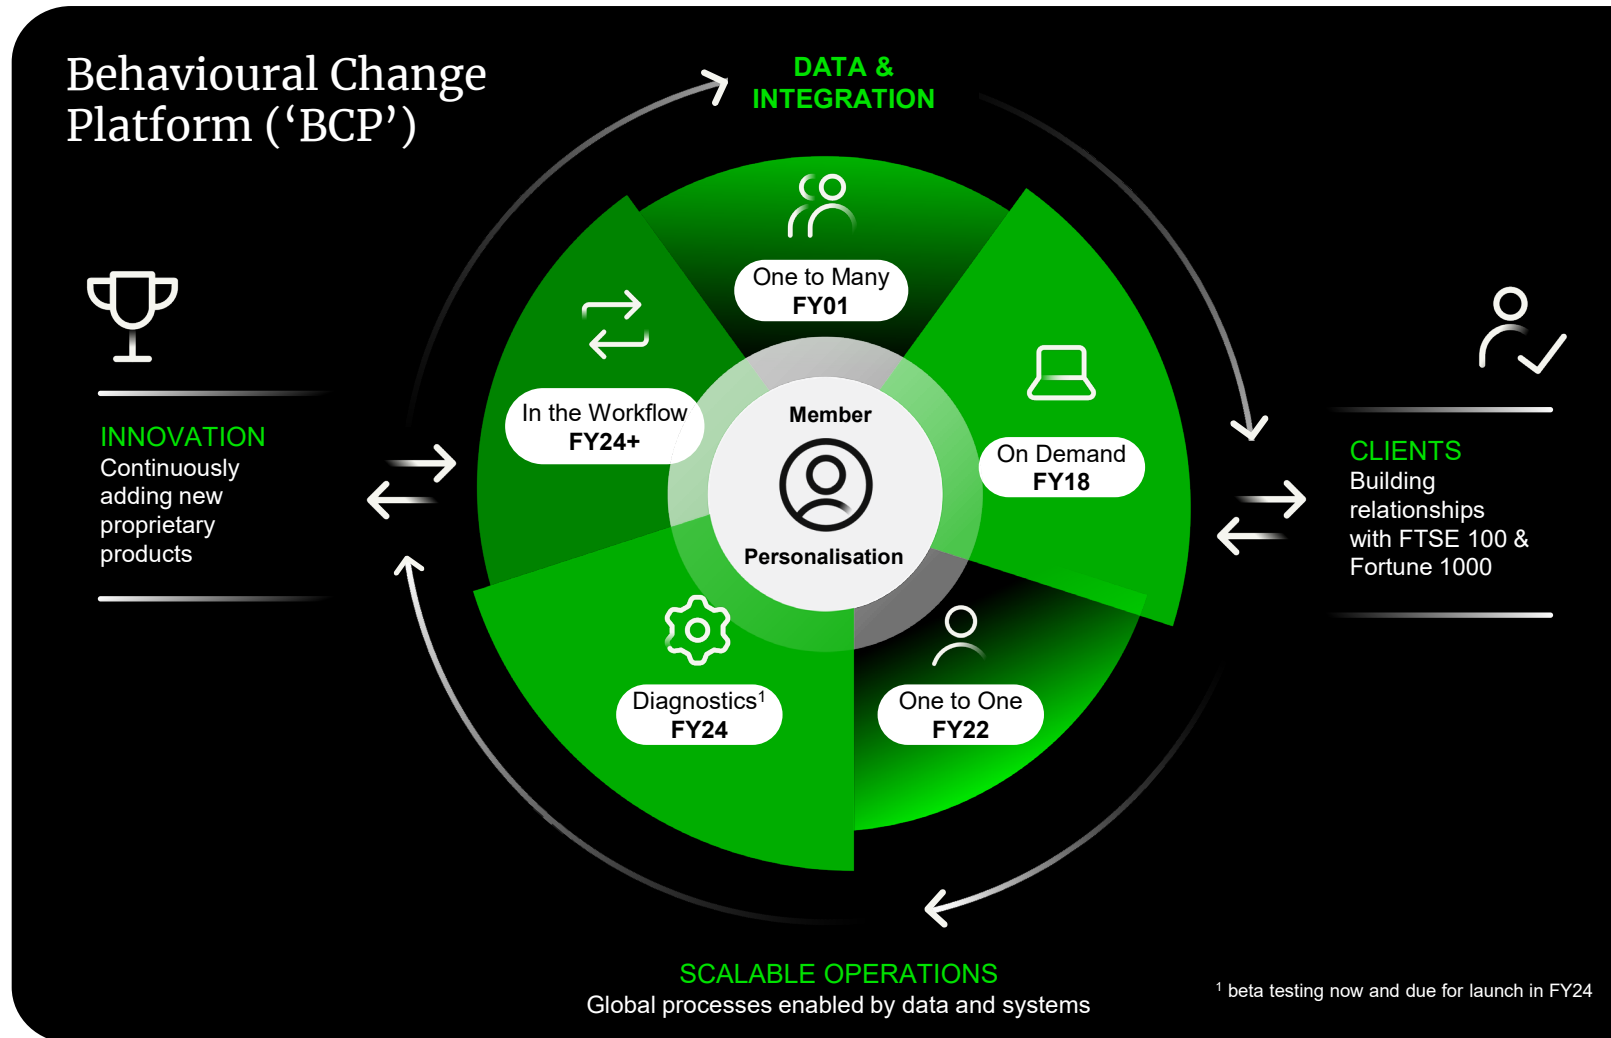 Behavioural Change
Platform (‘BCP’)
DATA &
INTEGRATION
One to Many
FY01
In the Workflow
FY24+
On Demand
FY18
Member
Personalisation
Diagnostics¹
FY24
One to One
FY22
INNOVATION
Continuously
adding new
proprietary
products
CLIENTS
Building
relationships
with FTSE 100 &
Fortune 1000
SCALABLE OPERATIONS
Global processes enabled by data and systems
¹ beta testing now and due for launch in FY24